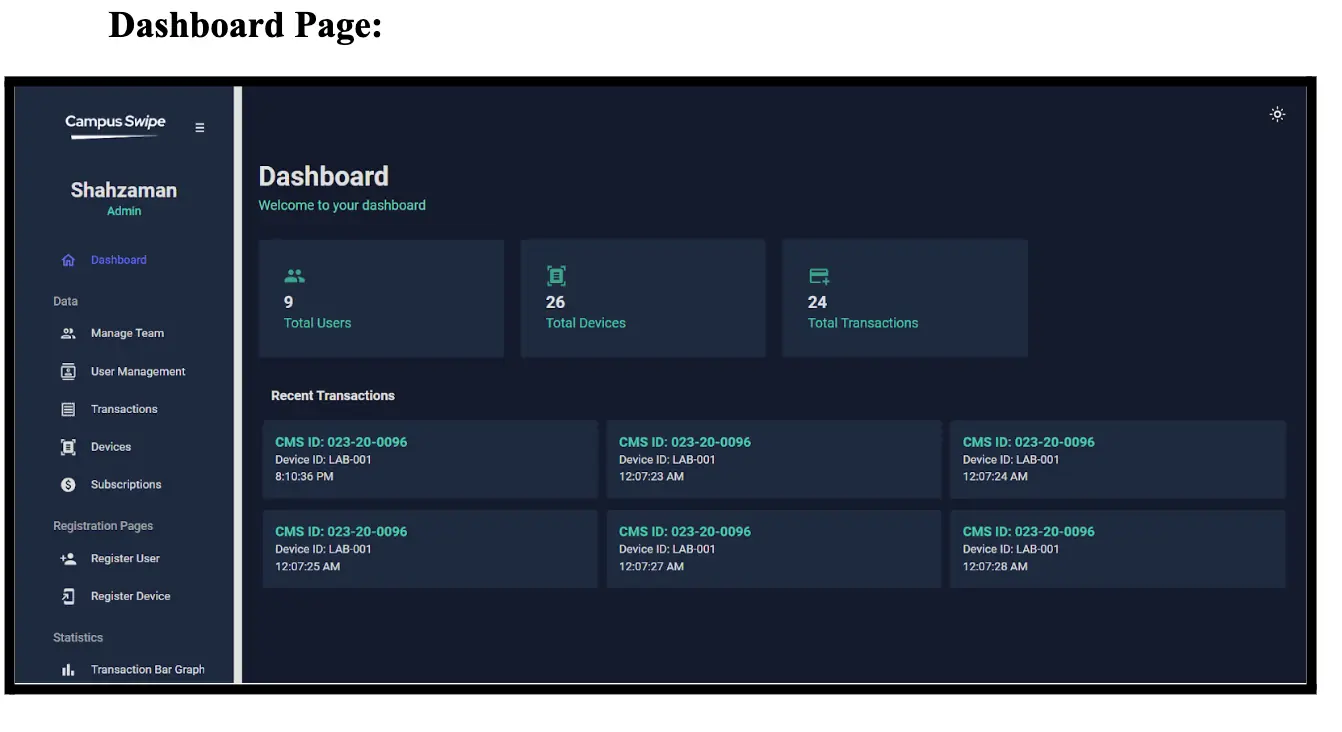 Dashboard Page:
Campus Swipe
Shahzaman
Admin
Dashboard
Data
Manage Team
User Management
Transactions
Devices
Subscriptions
Registration Pages
Register User
Register Device
Statistics
Transaction Bar Graph
Dashboard
Welcome to your dashboard
9
Total Users
26
Total Devices
24
Total Transactions
Recent Transactions
CMS ID: 023-20-0096
Device ID: LAB-001
8:10:36 PM
CMS ID: 023-20-0096
Device ID: LAB-001
12:07:23 AM
CMS ID: 023-20-0096
Device ID: LAB-001
12:07:24 AM
CMS ID: 023-20-0096
Device ID: LAB-001
12:07:25 AM
CMS ID: 023-20-0096
Device ID: LAB-001
12:07:27 AM
CMS ID: 023-20-0096
Device ID: LAB-001
12:07:28 AM